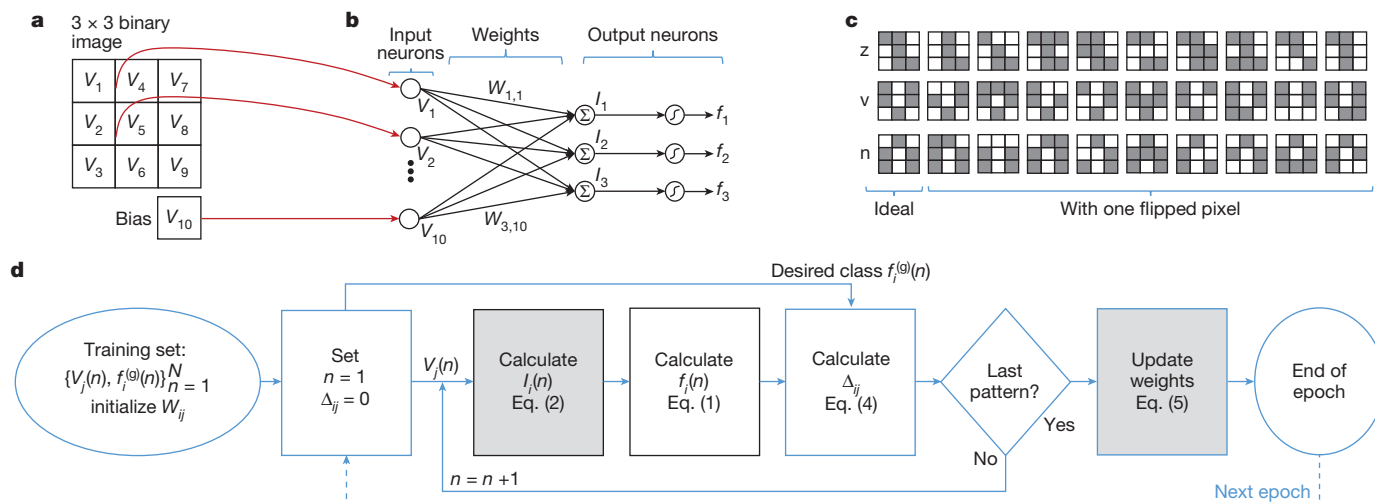 a
3 × 3 binary
image
V1 V4 V7
V2 V5 V8
V3 V6 V9
Bias V10
b
Input
neurons
Weights
Output neurons
V1
V2
V10
W1,1
W3,10
Σ I1 f1
Σ I2 f2
Σ I3 f3
c
z
v
n
Ideal
With one flipped pixel
d
Desired class fi(g)(n)
Training set:
{Vj(n), fi(g)(n)}N n = 1
initialize Wij
Set
n = 1
Δij = 0
Vj(n)
Calculate
Ii(n)
Eq. (2)
Calculate
fi(n)
Eq. (1)
Calculate
Δij
Eq. (4)
Last
pattern?
Yes
No
Update
weights
Eq. (5)
End of
epoch
n = n +1
Next epoch